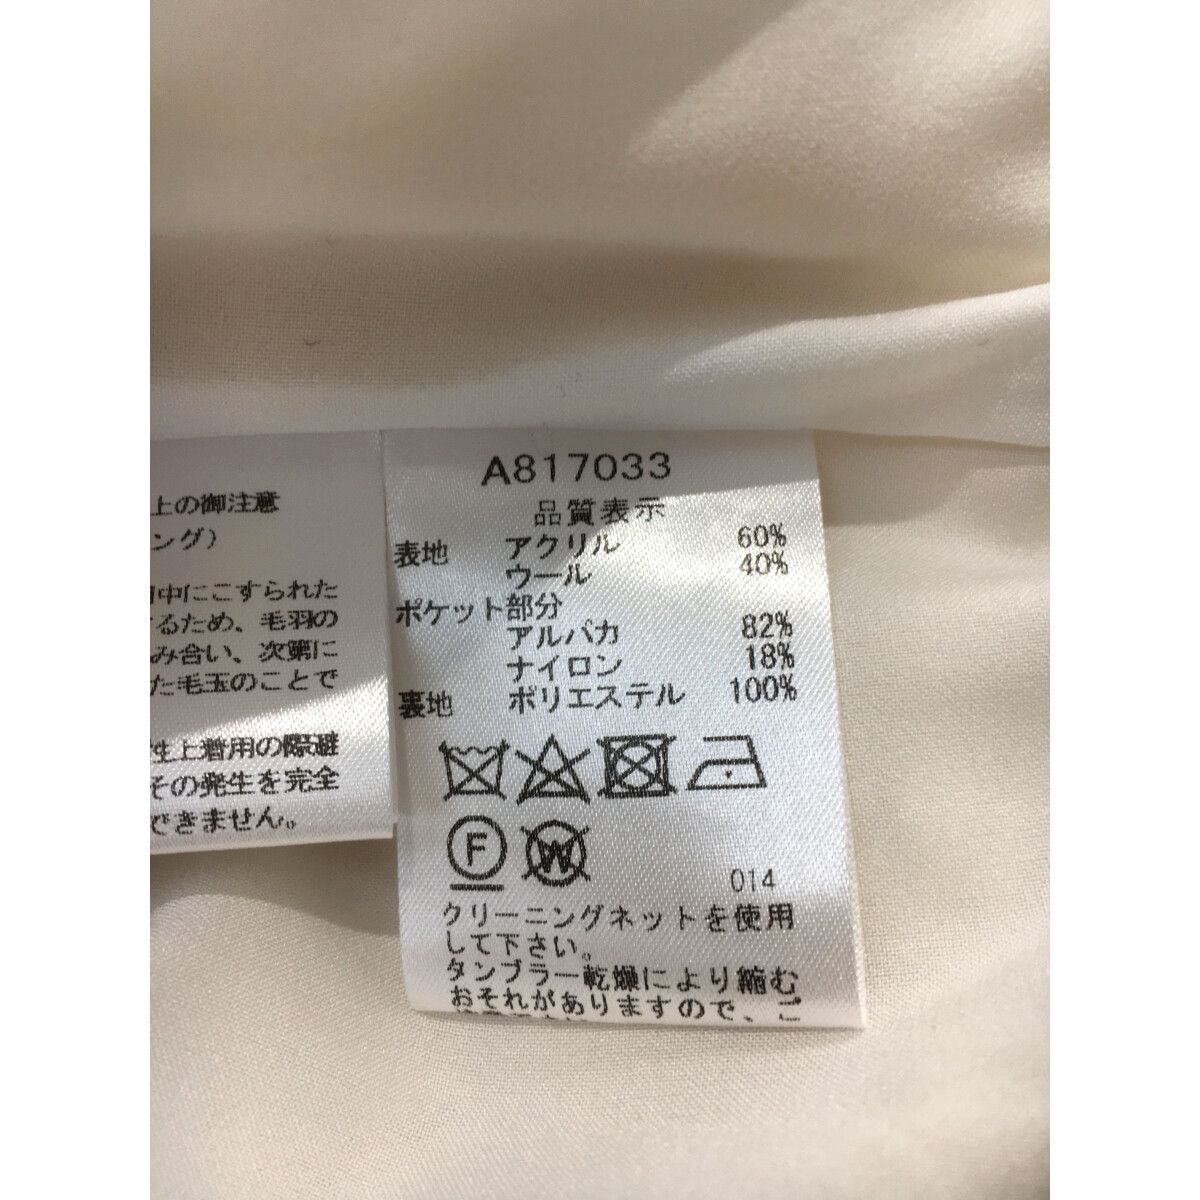 上の御注意
ング)
中にこすられた
るため、毛羽の
み合い、次第に
た毛玉のことで
性上着用の際避
その発生を完全
できません。
A817033
品質表示
表地 アクリル 60%
ウール 40%
ポケット部分
アルパカ 82%
ナイロン 18%
裏地 ポリエステル 100%
F W
014
クリーニングネットを使用
して下さい。
タンブラー乾燥により縮む
おそれがありますので、ご